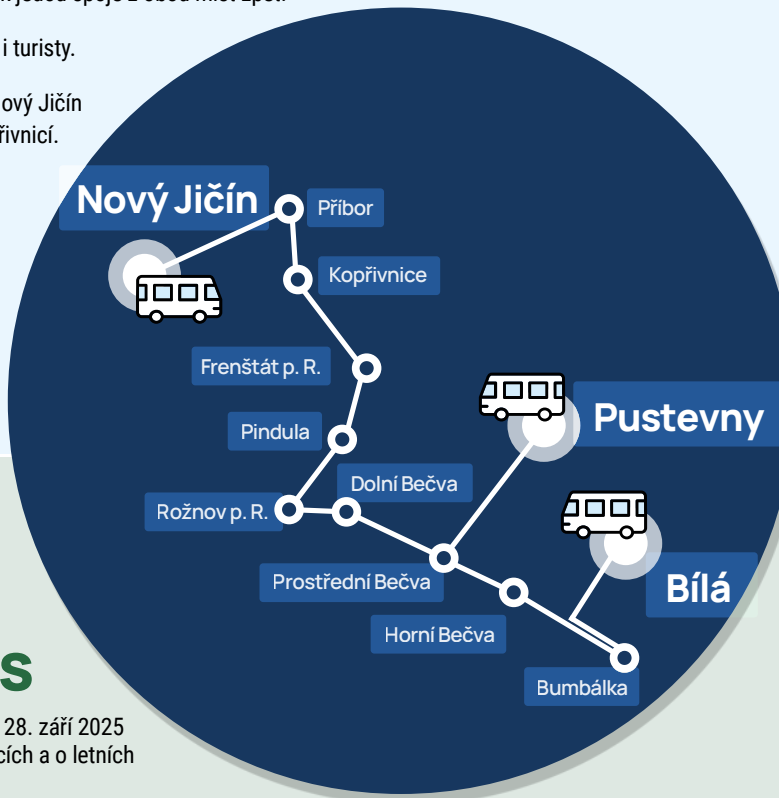 i turisty.
ový Jičín
řivnicí.
Nový Jičín
Příbor
Kopřivnice
Frenštát p. R.
Pindula
Pustevny
Dolní Bečva
Rožnov p. R.
Prostřední Bečva
Bílá
Horní Bečva
Bumbálka
s
28. září 2025
cích a o letních